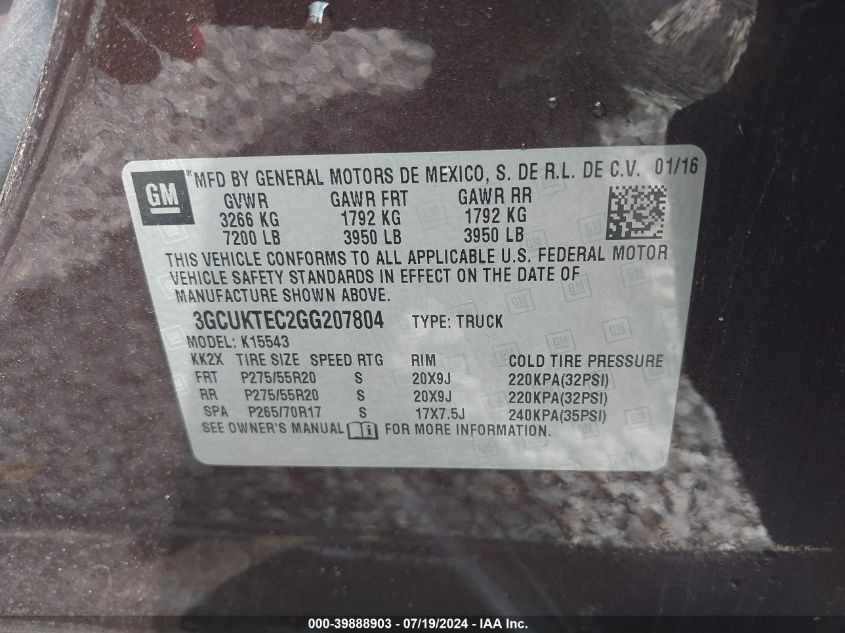 GM *MFD BY GENERAL MOTORS DE MEXICO, S. DE R.L. DE C.V. 01/16
GVWR GAWR FRT GAWR RR
3266 KG 1792 KG 1792 KG
7200 LB 3950 LB 3950 LB
THIS VEHICLE CONFORMS TO ALL APPLICABLE U.S. FEDERAL MOTOR
VEHICLE SAFETY STANDARDS IN EFFECT ON THE DATE OF
MANUFACTURE SHOWN ABOVE.
3GCUKTEC2GG207804 TYPE: TRUCK
MODEL: K15543
KK2X TIRE SIZE SPEED RTG RIM COLD TIRE PRESSURE
FRT P275/55R20 S 20X9J 220KPA(32PSI)
RR P275/55R20 S 20X9J 220KPA(32PSI)
SPA P265/70R17 S 17X7.5J 240KPA(35PSI)
SEE OWNER'S MANUAL FOR MORE INFORMATION.
000-39888903 - 07/19/2024 - IAA Inc.